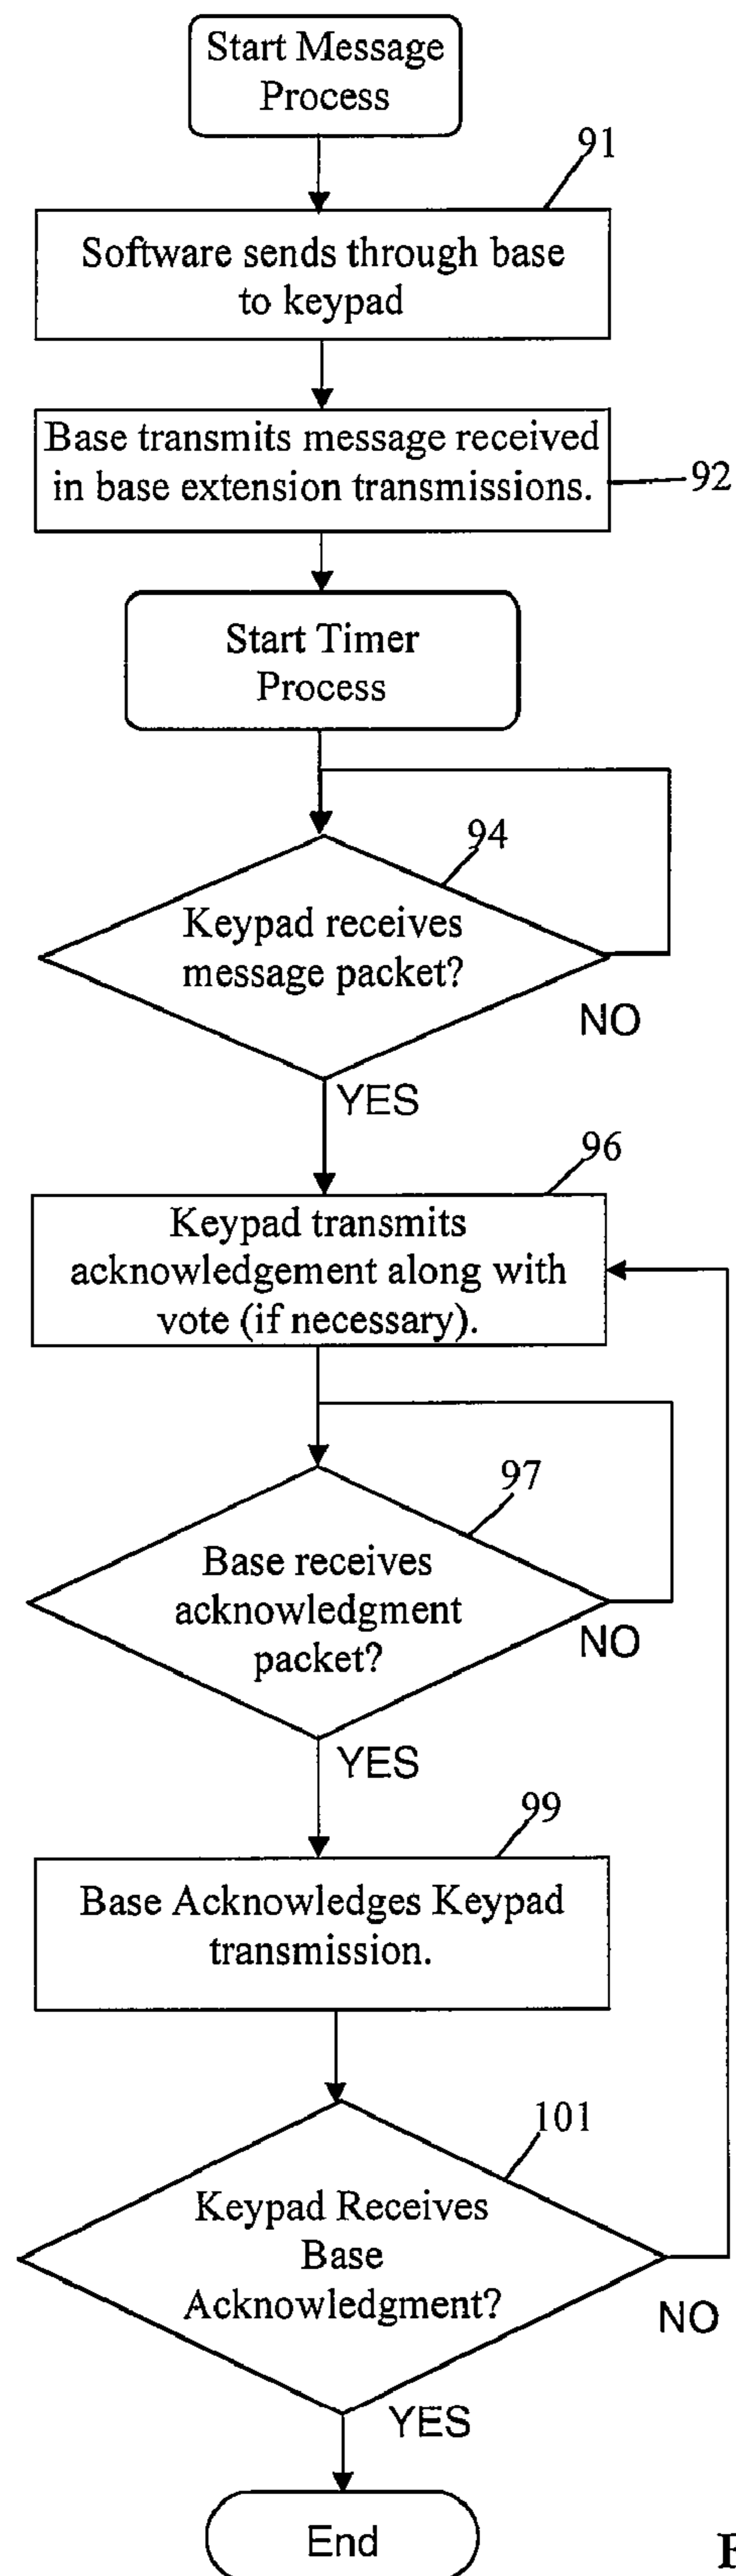 Start Message
Process
91
Software sends through base
to keypad
Base transmits message received
in base extension transmissions.
92
Start Timer
Process
94
Keypad receives
message packet?
NO
YES
96
Keypad transmits
acknowledgement along with
vote (if necessary).
97
Base receives
acknowledgment
packet?
NO
YES
99
Base Acknowledges Keypad
transmission.
101
Keypad Receives
Base
Acknowledgment?
NO
YES
End